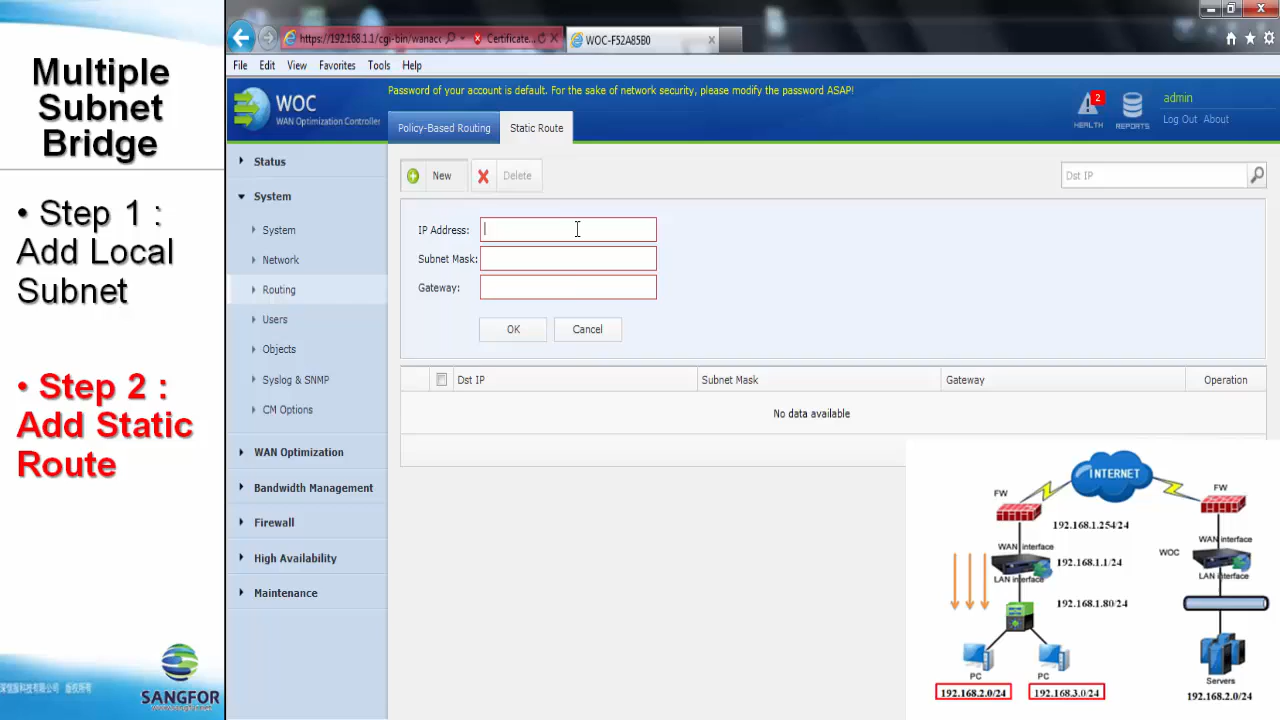 Multiple
Subnet
Bridge
• Step 1 :
Add Local
Subnet
• Step 2 :
Add Static
Route
SANGFOR
https://192.168.1.1/cgi-bin/wanacc
Certificate...
WOC-F52A85B0
File Edit View Favorites Tools Help
WOC
WAN Optimization Controller
Password of your account is default. For the sake of network security, please modify the password ASAP!
Policy-Based Routing
Static Route
2
HEALTH
REPORTS
admin
Log Out About
Status
System
System
Network
Routing
Users
Objects
Syslog & SNMP
CM Options
WAN Optimization
Bandwidth Management
Firewall
High Availability
Maintenance
New
Delete
Dst IP
IP Address:
Subnet Mask:
Gateway:
OK
Cancel
Dst IP Subnet Mask Gateway Operation
No data available
INTERNET
FW
FW
192.168.1.254/24
WAN interface
192.168.1.1/24
LAN interface
WOC
WAN interface
LAN interface
192.168.1.80/24
PC
PC
192.168.2.0/24
192.168.3.0/24
Servers
192.168.2.0/24